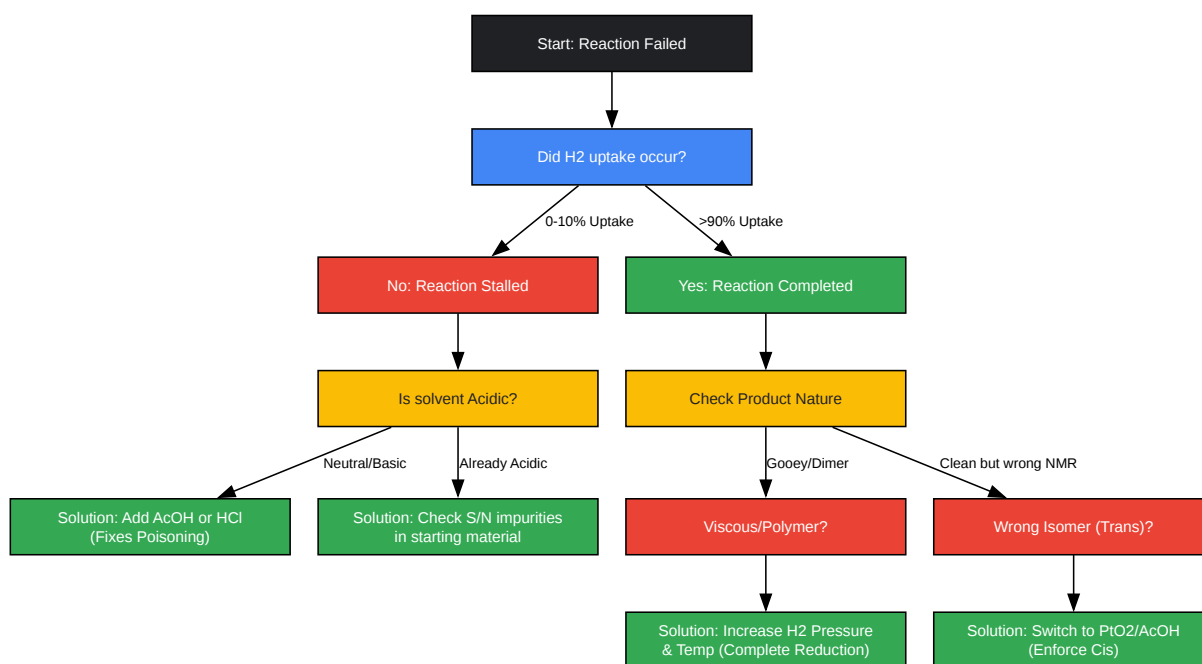 Start: Reaction Failed
Did H2 uptake occur?
0-10% Uptake
>90% Uptake
No: Reaction Stalled
Yes: Reaction Completed
Is solvent Acidic?
Check Product Nature
Neutral/Basic
Already Acidic
Gooey/Dimer
Clean but wrong NMR
Solution: Add AcOH or HCl
(Fixes Poisoning)
Solution: Check S/N impurities
in starting material
Viscous/Polymer?
Wrong Isomer (Trans)?
Solution: Increase H2 Pressure
& Temp (Complete Reduction)
Solution: Switch to PtO2/AcOH
(Enforce Cis)